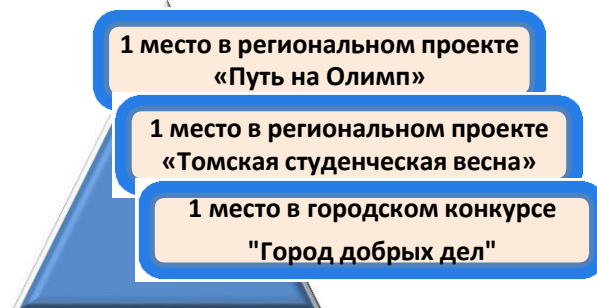 1 место в региональном проекте
«Путь на Олимп»
1 место в региональном проекте
«Томская студенческая весна»
1 место в городском конкурсе
"Город добрых дел"